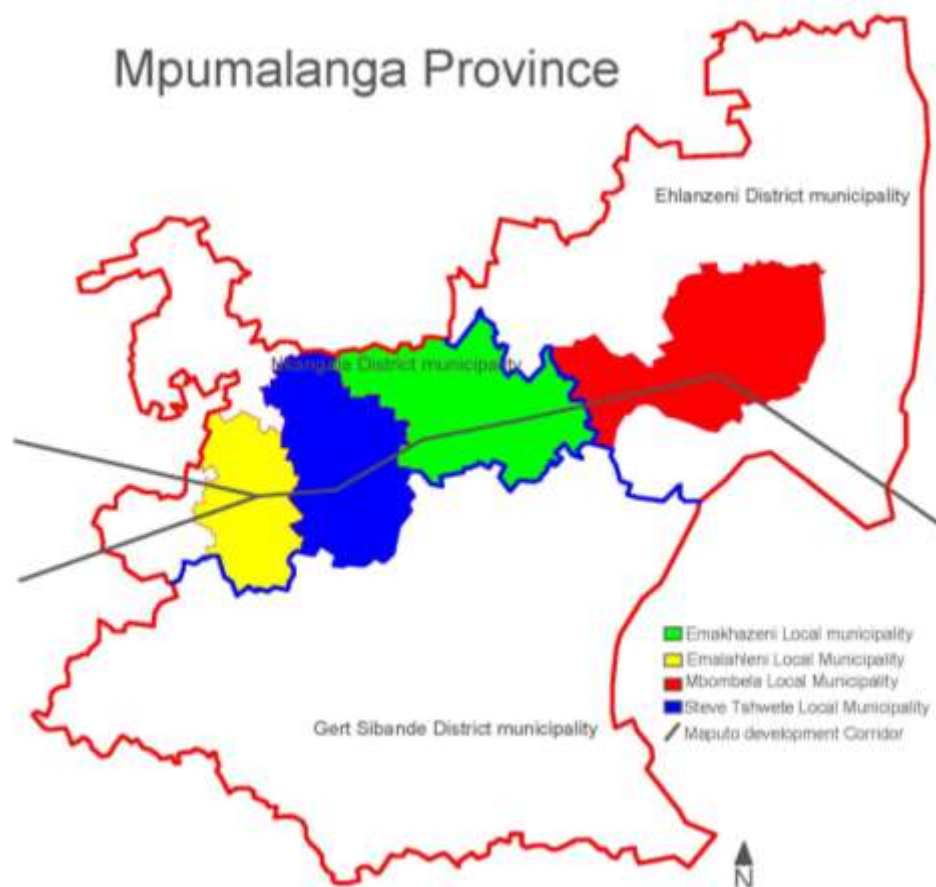 Mpumalanga Province
Ehlanzeni District municipality
Nkangala District municipality
Emakhazeni Local municipality
Emalahleni Local Municipality
Mbombela Local Municipality
Steve Tshwete Local Municipality
Gert Sibande District municipality
Maputo development Corridor
N